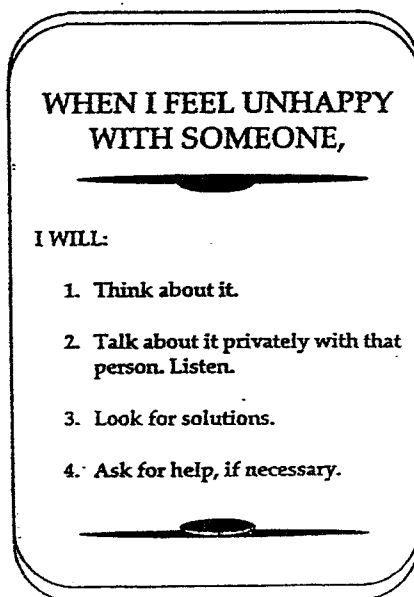 WHEN I FEEL UNHAPPY
WITH SOMEONE,
I WILL:
1. Think about it.
2. Talk about it privately with that
person. Listen.
3. Look for solutions.
4. Ask for help, if necessary.